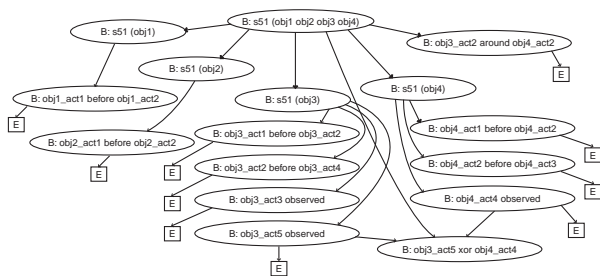 B: s51 (obj1 obj2 obj3 obj4)
B: s51 (obj1)
B: obj3_act2 around obj4_act2
B: s51 (obj2)
E
B: s51 (obj4)
B: obj1_act1 before obj1_act2
B: s51 (obj3)
E
B: obj3_act1 before obj3_act2
B: obj4_act1 before obj4_act2
B: obj2_act1 before obj2_act2
E
E
E
B: obj3_act2 before obj3_act4
B: obj4_act2 before obj4_act3
E
E
B: obj3_act3 observed
B: obj4_act4 observed
E
E
B: obj3_act5 observed
B: obj3_act5 xor obj4_act4
E